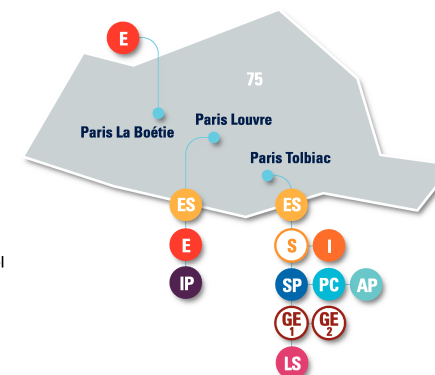 E
75
Paris Louvre
Paris La Boétie
Paris Tolbiac
ES
ES
E
S
I
el
IP
SP
PC
AP
GE
1
GE
2
LS